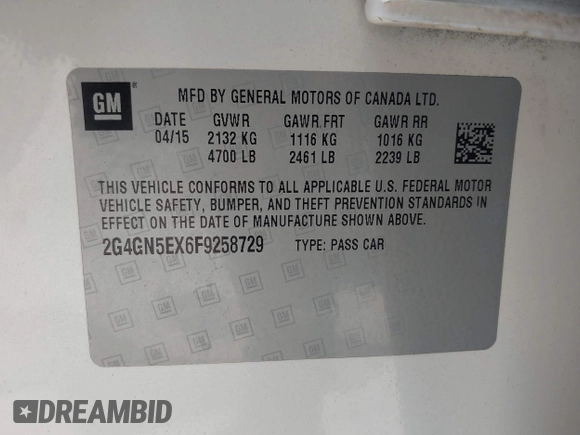 GM
MFD BY GENERAL MOTORS OF CANADA LTD.
DATE GVWR GAWR FRT GAWR RR
04/15 2132 KG 1116 KG 1016 KG
4700 LB 2461 LB 2239 LB
THIS VEHICLE CONFORMS TO ALL APPLICABLE U.S. FEDERAL MOTOR
VEHICLE SAFETY, BUMPER, AND THEFT PREVENTION STANDARDS IN
EFFECT ON THE DATE OF MANUFACTURE SHOWN ABOVE.
2G4GN5EX6F9258729 TYPE: PASS CAR
#DREAMBID